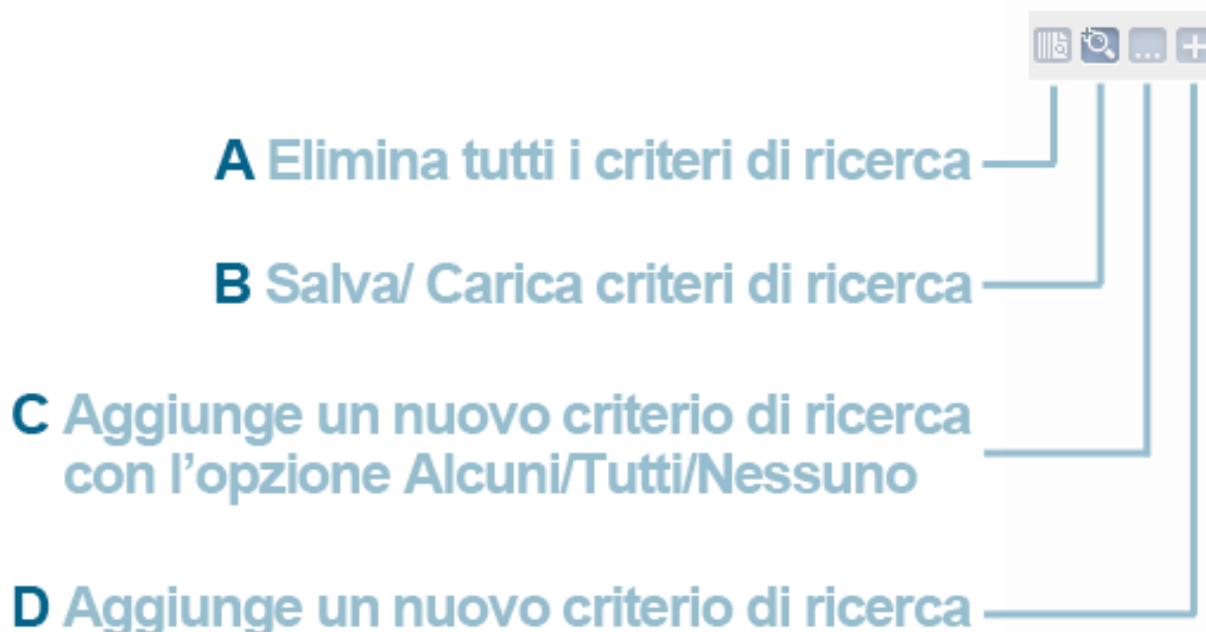 A Elimina tutti i criteri di ricerca
B Salva/ Carica criteri di ricerca
C Aggiunge un nuovo criterio di ricerca
con l’opzione Alcuni/Tutti/Nessuno
D Aggiunge un nuovo criterio di ricerca